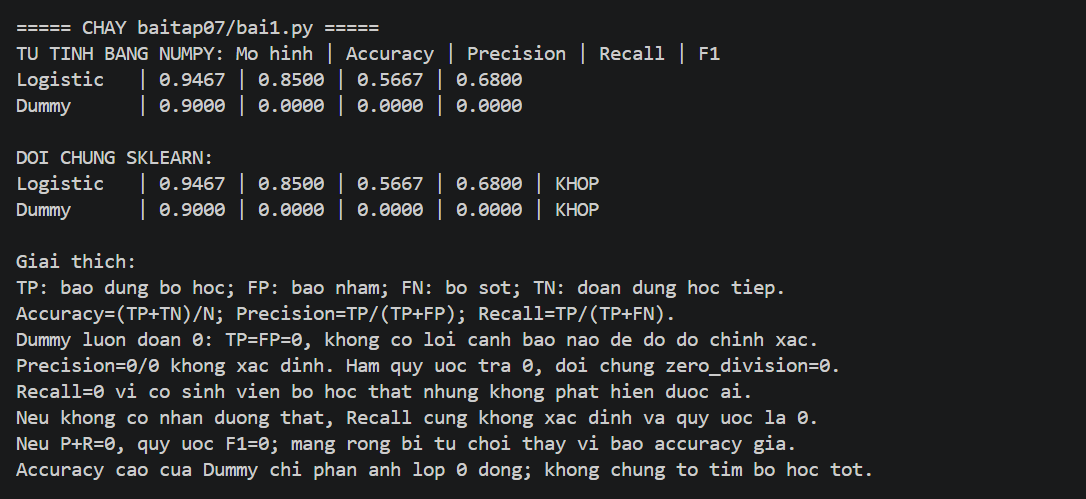 ===== CHAY baitap07/bai1.py =====
TU TINH BANG NUMPY: Mo hinh | Accuracy | Precision | Recall | F1
Logistic   | 0.9467 | 0.8500 | 0.5667 | 0.6800
Dummy      | 0.9000 | 0.0000 | 0.0000 | 0.0000
DOI CHUNG SKLEARN:
Logistic   | 0.9467 | 0.8500 | 0.5667 | 0.6800 | KHOP
Dummy      | 0.9000 | 0.0000 | 0.0000 | 0.0000 | KHOP
Giai thich:
TP: bao dung bo hoc; FP: bao nham; FN: bo sot; TN: doan dung hoc tiep.
Accuracy=(TP+TN)/N; Precision=TP/(TP+FP); Recall=TP/(TP+FN).
Dummy luon doan 0: TP=FP=0, khong co loi canh bao nao de do do chinh xac.
Precision=0/0 khong xac dinh. Ham quy uoc tra 0, doi chung zero_division=0.
Recall=0 vi co sinh vien bo hoc that nhung khong phat hien duoc ai.
Neu khong co nhan duong that, Recall cung khong xac dinh va quy uoc la 0.
Neu P+R=0, quy uoc F1=0; mang rong bi tu choi thay vi bao accuracy gia.
Accuracy cao cua Dummy chi phan anh lop 0 dong; khong chung to tim bo hoc tot.